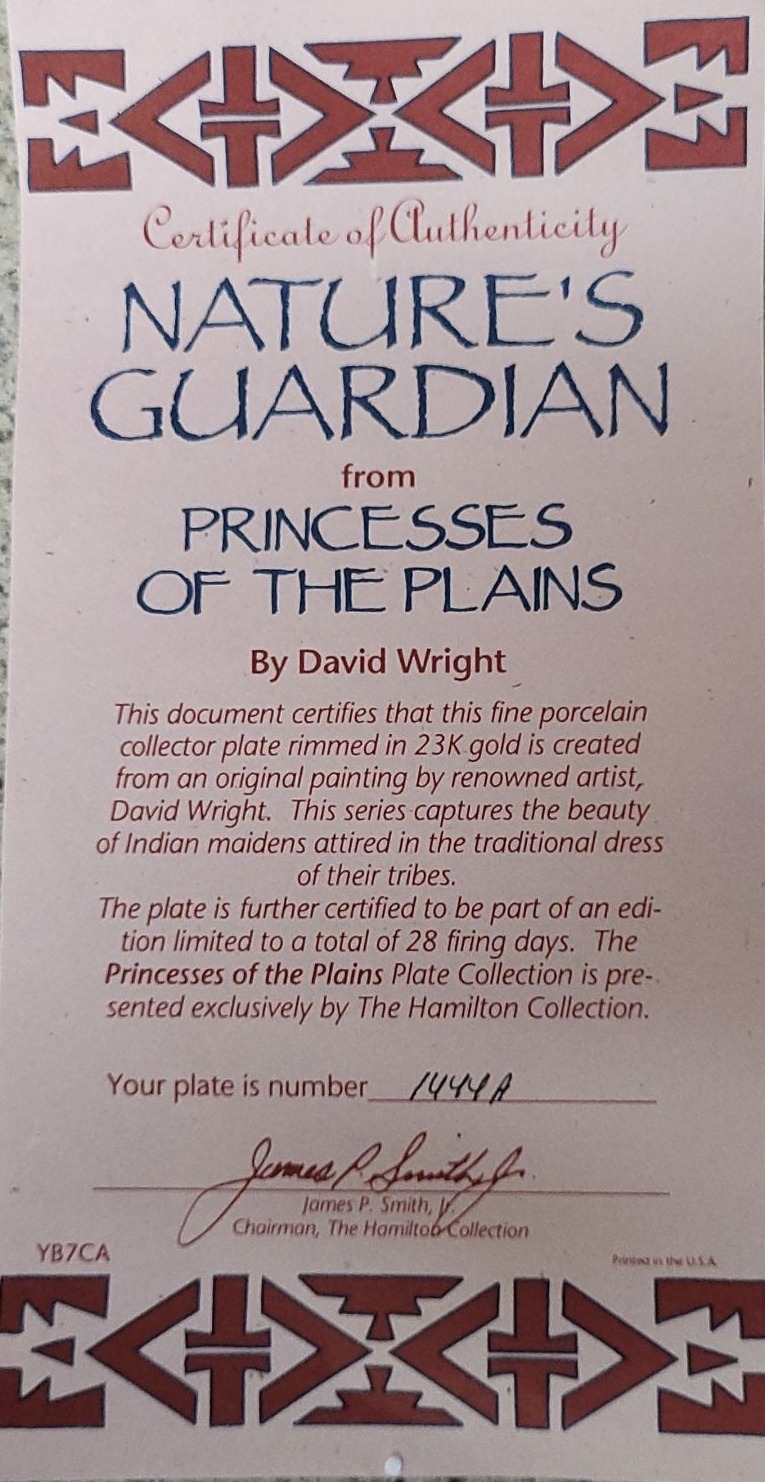 Certificate of Authenticity
NATURE'S
GUARDIAN
from
PRINCESSES
OF THE PLAINS
By David Wright
This document certifies that this fine porcelain
collector plate rimmed in 23K gold is created
from an original painting by renowned artist,
David Wright. This series captures the beauty
of Indian maidens attired in the traditional dress
of their tribes.
The plate is further certified to be part of an edi-
tion limited to a total of 28 firing days. The
Princesses of the Plains Plate Collection is pre-
sented exclusively by The Hamilton Collection.
Your plate is number 1444A
James P. Smith, Jr.
James P. Smith, Jr.
Chairman, The Hamilton Collection
YB7CA
Printed in the U.S.A.